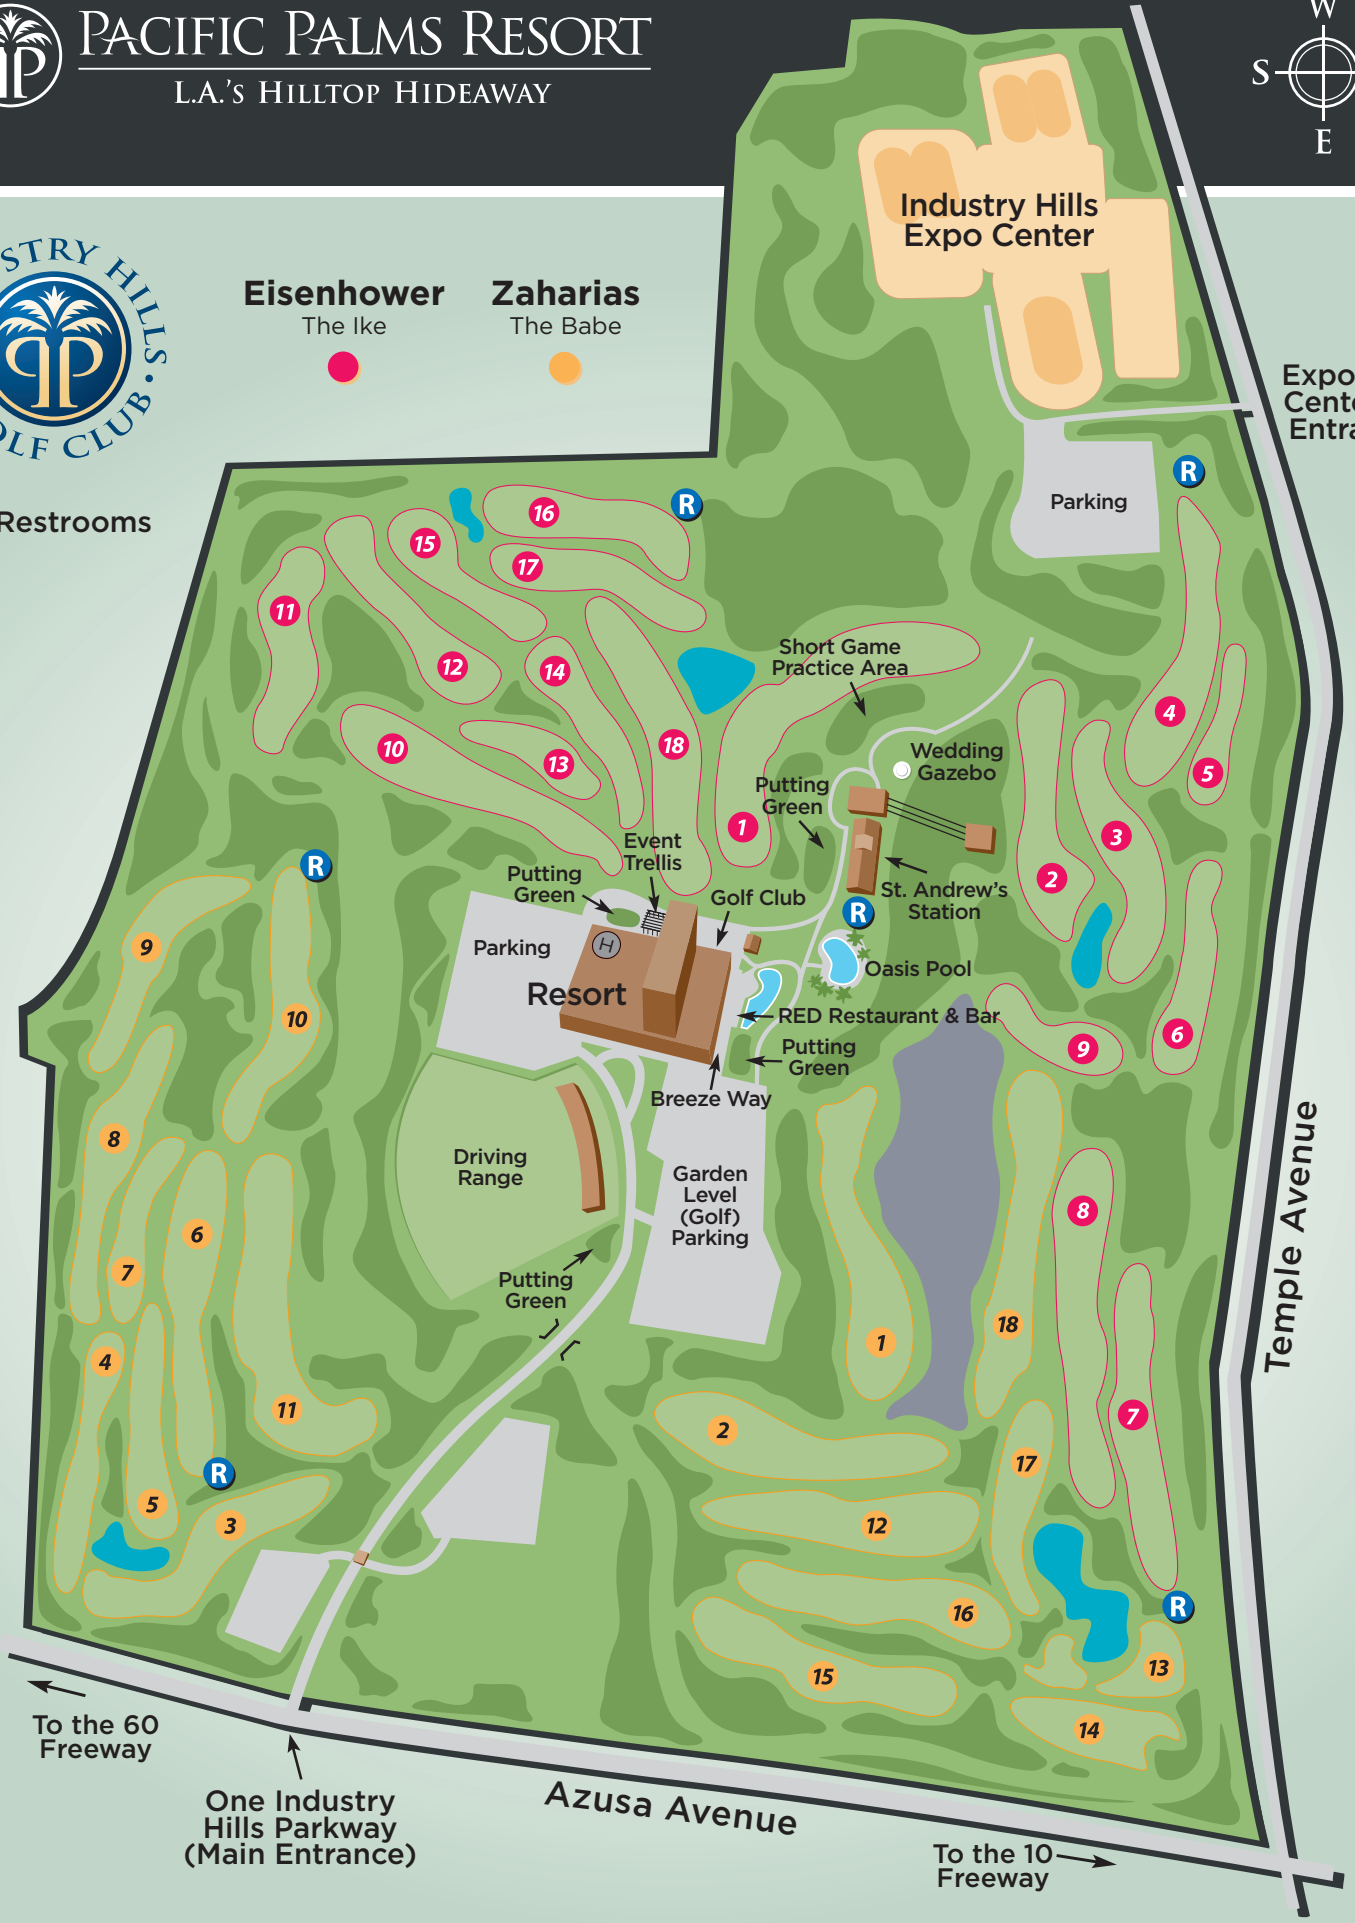 PACIFIC PALMS RESORT
L.A.'S HILLTOP HIDEAWAY
W
S
E
Industry Hills
Expo Center
STRY HILLS • CLUB
Eisenhower
The Ike
Zaharias
The Babe
Expo
Restrooms
R
R
Parking
16
15
17
11
12
14
Short Game
Practice Area
4
10
13
18
Wedding
Gazebo
5
Putting
Green
1
3
Event
Trellis
R
2
Putting
Green
Golf Club
St. Andrew's
Station
R
9
Parking
H
Oasis Pool
Resort
10
RED Restaurant & Bar
6
9
Putting
Green
Breeze Way
8
Driving
Range
Garden
Level
(Golf)
Parking
Temple Avenue
8
6
7
Putting
Green
18
1
4
11
2
7
17
R
5
3
12
16
R
15
13
14
To the 60
Freeway
One Industry
Hills Parkway
(Main Entrance)
Azusa Avenue
To the 10
Freeway